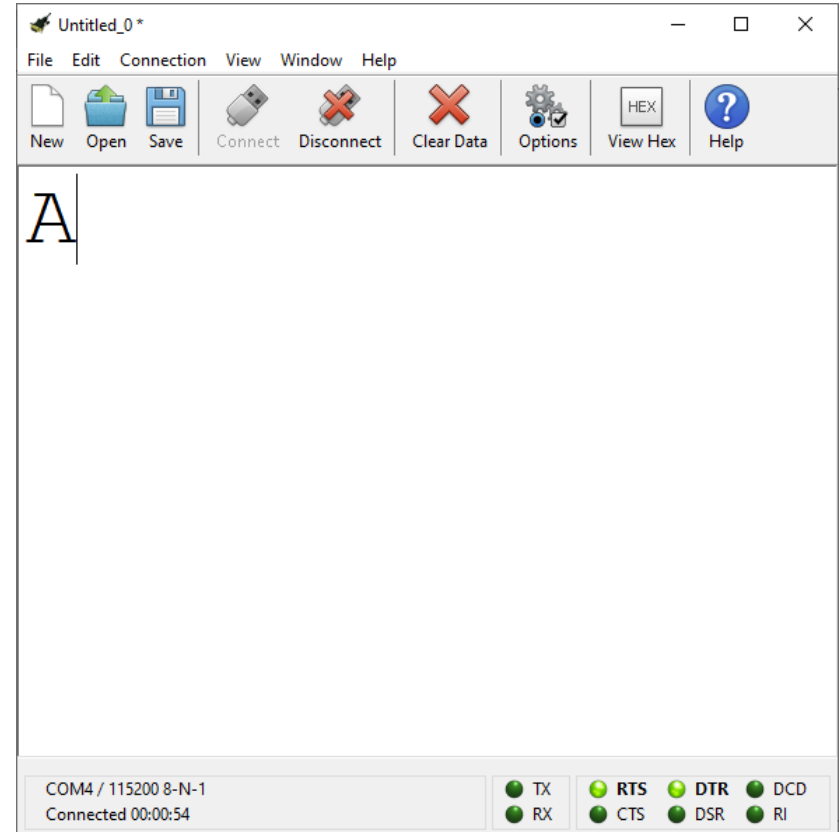 Untitled_0 *
File Edit Connection View Window Help
HEX
New Open Save Connect Disconnect Clear Data Options View Hex Help
A
COM4 / 115200 8-N-1 TX RTS DTR DCD
Connected 00:00:54 RX CTS DSR RI